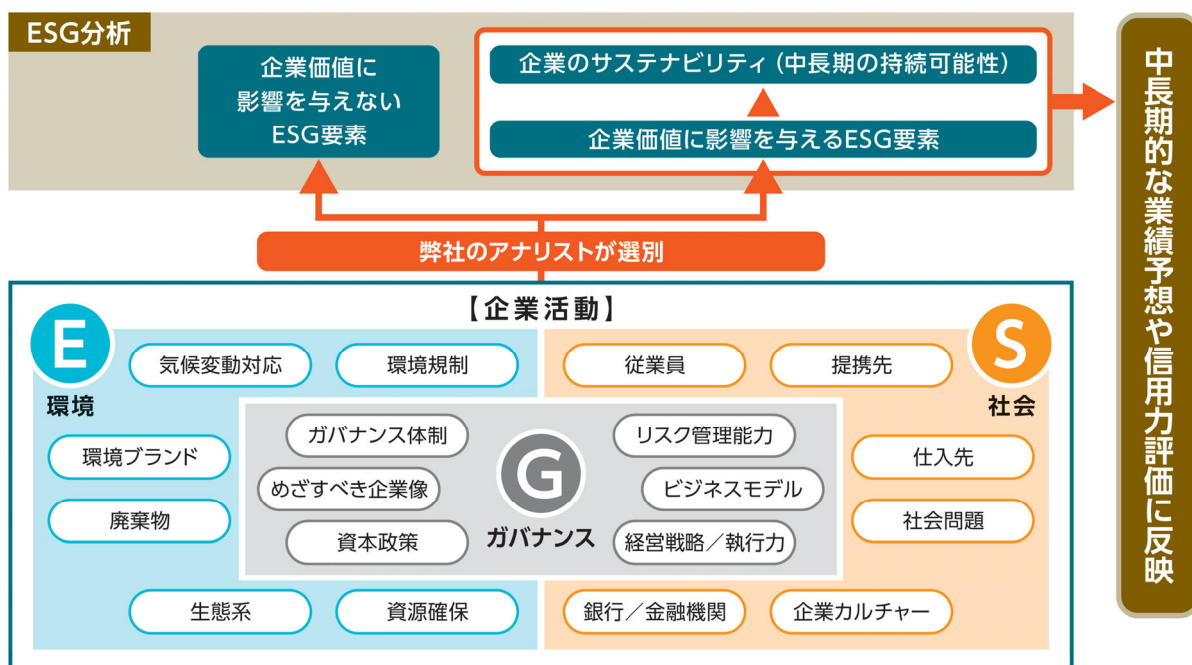 ESG分析
企業価値に
影響を与えない
ESG要素
企業のサステナビリティ（中長期の持続可能性）
企業価値に影響を与えるESG要素
中長期的な業績予想や信用力評価に反映
弊社のアナリストが選別
【企業活動】
E
環境
気候変動対応
環境規制
環境ブランド
廃棄物
生態系
資源確保
G
ガバナンス
ガバナンス体制
めざすべき企業像
資本政策
リスク管理能力
ビジネスモデル
経営戦略／執行力
S
社会
従業員
提携先
仕入先
社会問題
銀行／金融機関
企業カルチャー